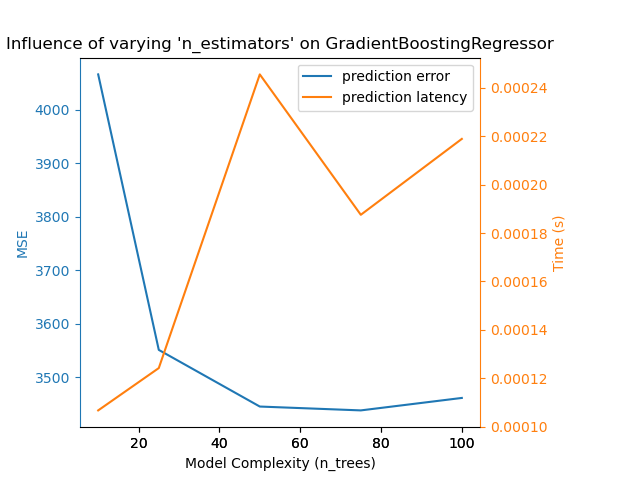 Influence of varying 'n_estimators' on GradientBoostingRegressor
prediction error
prediction latency
4000
3900
3800
3700
3600
3500
MSE
0.00024
0.00022
0.00020
0.00018
0.00016
0.00014
0.00012
0.00010
Time (s)
20 40 60 80 100
Model Complexity (n_trees)